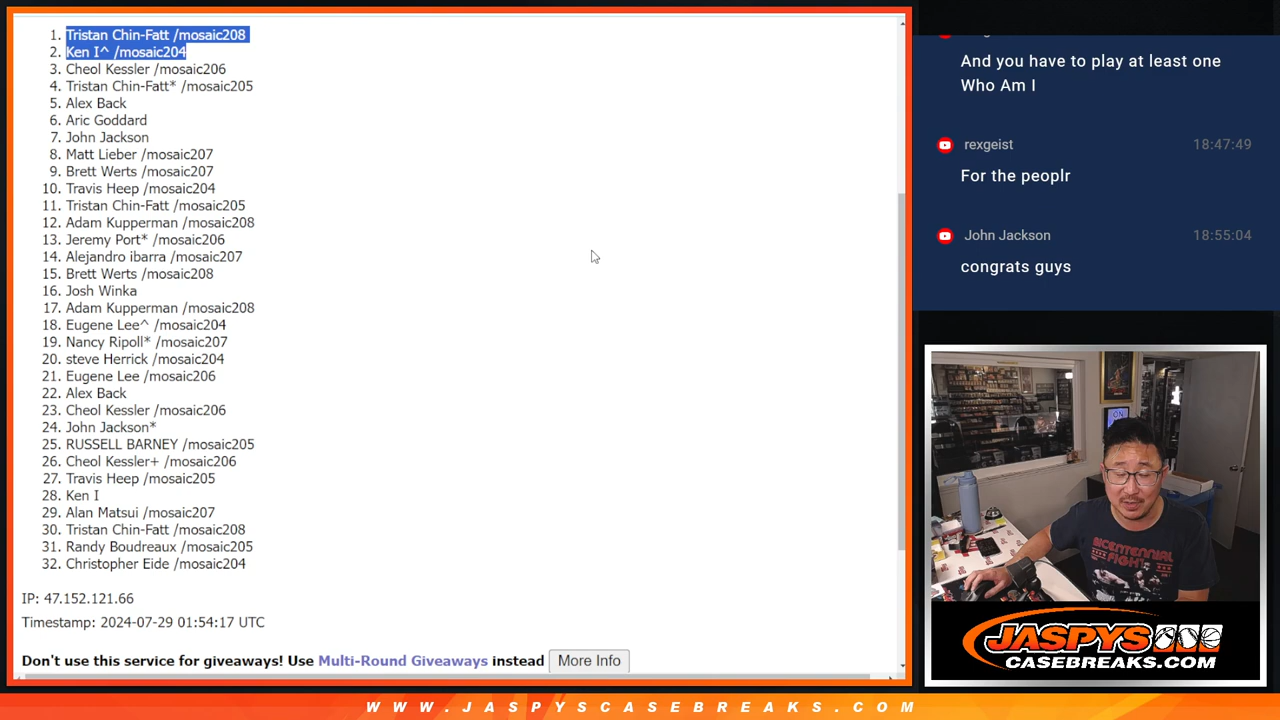 1. Tristan Chin-Fatt /mosaic208
2. Ken I^ /mosaic204
3. Cheol Kessler /mosaic206
4. Tristan Chin-Fatt* /mosaic205
5. Alex Back
6. Aric Goddard
7. John Jackson
8. Matt Lieber /mosaic207
9. Brett Werts /mosaic207
10. Travis Heep /mosaic204
11. Tristan Chin-Fatt /mosaic205
12. Adam Kupperman /mosaic208
13. Jeremy Port* /mosaic206
14. Alejandro ibarra /mosaic207
15. Brett Werts /mosaic208
16. Josh Winka
17. Adam Kupperman /mosaic208
18. Eugene Lee^ /mosaic204
19. Nancy Ripoll* /mosaic207
20. steve Herrick /mosaic204
21. Eugene Lee /mosaic206
22. Alex Back
23. Cheol Kessler /mosaic206
24. John Jackson*
25. RUSSELL BARNEY /mosaic205
26. Cheol Kessler+ /mosaic206
27. Travis Heep /mosaic205
28. Ken I
29. Alan Matsui /mosaic207
30. Tristan Chin-Fatt /mosaic208
31. Randy Boudreaux /mosaic205
32. Christopher Eide /mosaic204
IP: 47.152.121.66
Timestamp: 2024-07-29 01:54:17 UTC
Don't use this service for giveaways! Use Multi-Round Giveaways instead More Info
And you have to play at least one
Who Am I
rexgeist 18:47:49
For the peoplr
John Jackson 18:55:04
congrats guys
BICENTENNIAL
FIGHT
JASPYS
CASEBREAKS.COM
WWW.JASPYSCASEBREAKS.COM